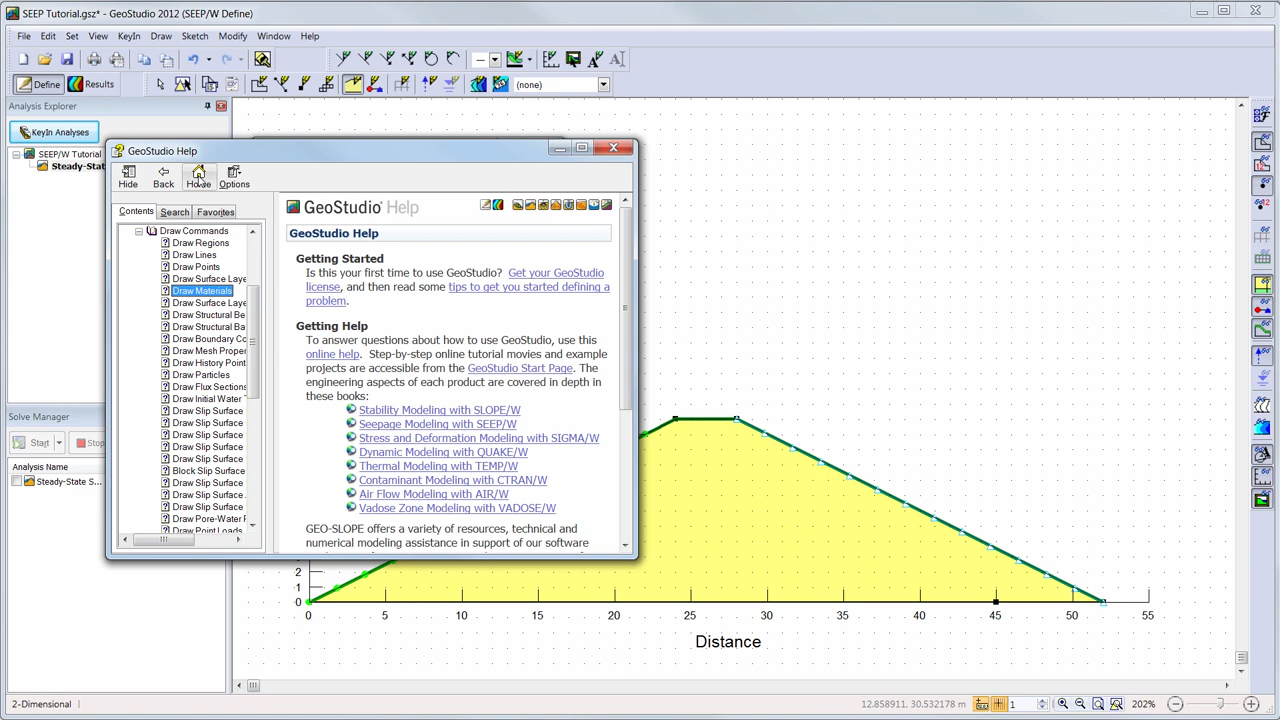 SEEP Tutorial.gsz* - GeoStudio 2012 (SEEP/W Define)
File Edit Set View KeyIn Draw Sketch Modify Window Help
Define Results (none)
Analysis Explorer
KeyIn Analyses
SEEP/W Tutorial
Steady-State
GeoStudio Help
Hide Back Home Options
Contents Search Favorites
Draw Commands
Draw Regions
Draw Lines
Draw Points
Draw Surface Laye
Draw Materials
Draw Surface Laye
Draw Structural Be
Draw Structural Ba
Draw Boundary Co
Draw Mesh Proper
Draw History Point
Draw Particles
Draw Flux Sections
Draw Initial Water
Draw Slip Surface
Draw Slip Surface
Draw Slip Surface
Draw Slip Surface
Draw Slip Surface
Block Slip Surface
Draw Slip Surface
Draw Slip Surface
Draw Slip Surface
Draw Pore-Water F
Draw Point Loads
GeoStudio Help
GeoStudio Help
Getting Started
Is this your first time to use GeoStudio? Get your GeoStudio
license, and then read some tips to get you started defining a
problem.
Getting Help
To answer questions about how to use GeoStudio, use this
online help. Step-by-step online tutorial movies and example
projects are accessible from the GeoStudio Start Page. The
engineering aspects of each product are covered in depth in
these books:
Stability Modeling with SLOPE/W
Seepage Modeling with SEEP/W
Stress and Deformation Modeling with SIGMA/W
Dynamic Modeling with QUAKE/W
Thermal Modeling with TEMP/W
Contaminant Modeling with CTRAN/W
Air Flow Modeling with AIR/W
Vadose Zone Modeling with VADOSE/W
GEO-SLOPE offers a variety of resources, technical and
numerical modeling assistance in support of our software
Solve Manager
Start Stop
Analysis Name
Steady-State S...
2
1
0
0 5 10 15 20 25 30 35 40 45 50 55
Distance
2-Dimensional
12.858911, 30.532178 m 1 202%